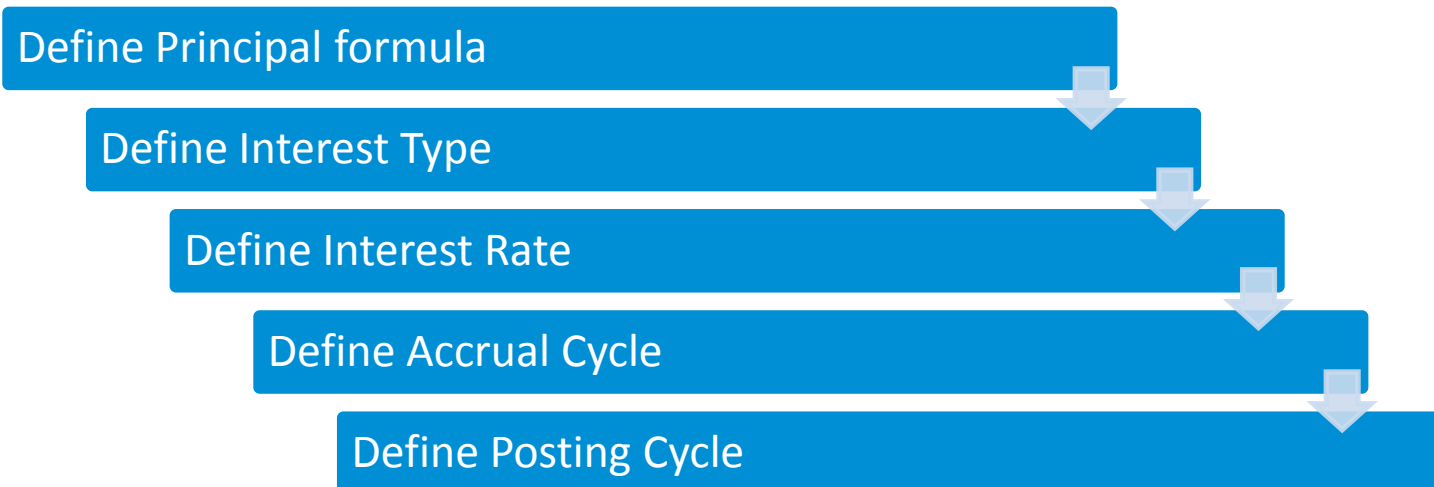 Define Principal formula
Define Interest Type
Define Interest Rate
Define Accrual Cycle
Define Posting Cycle